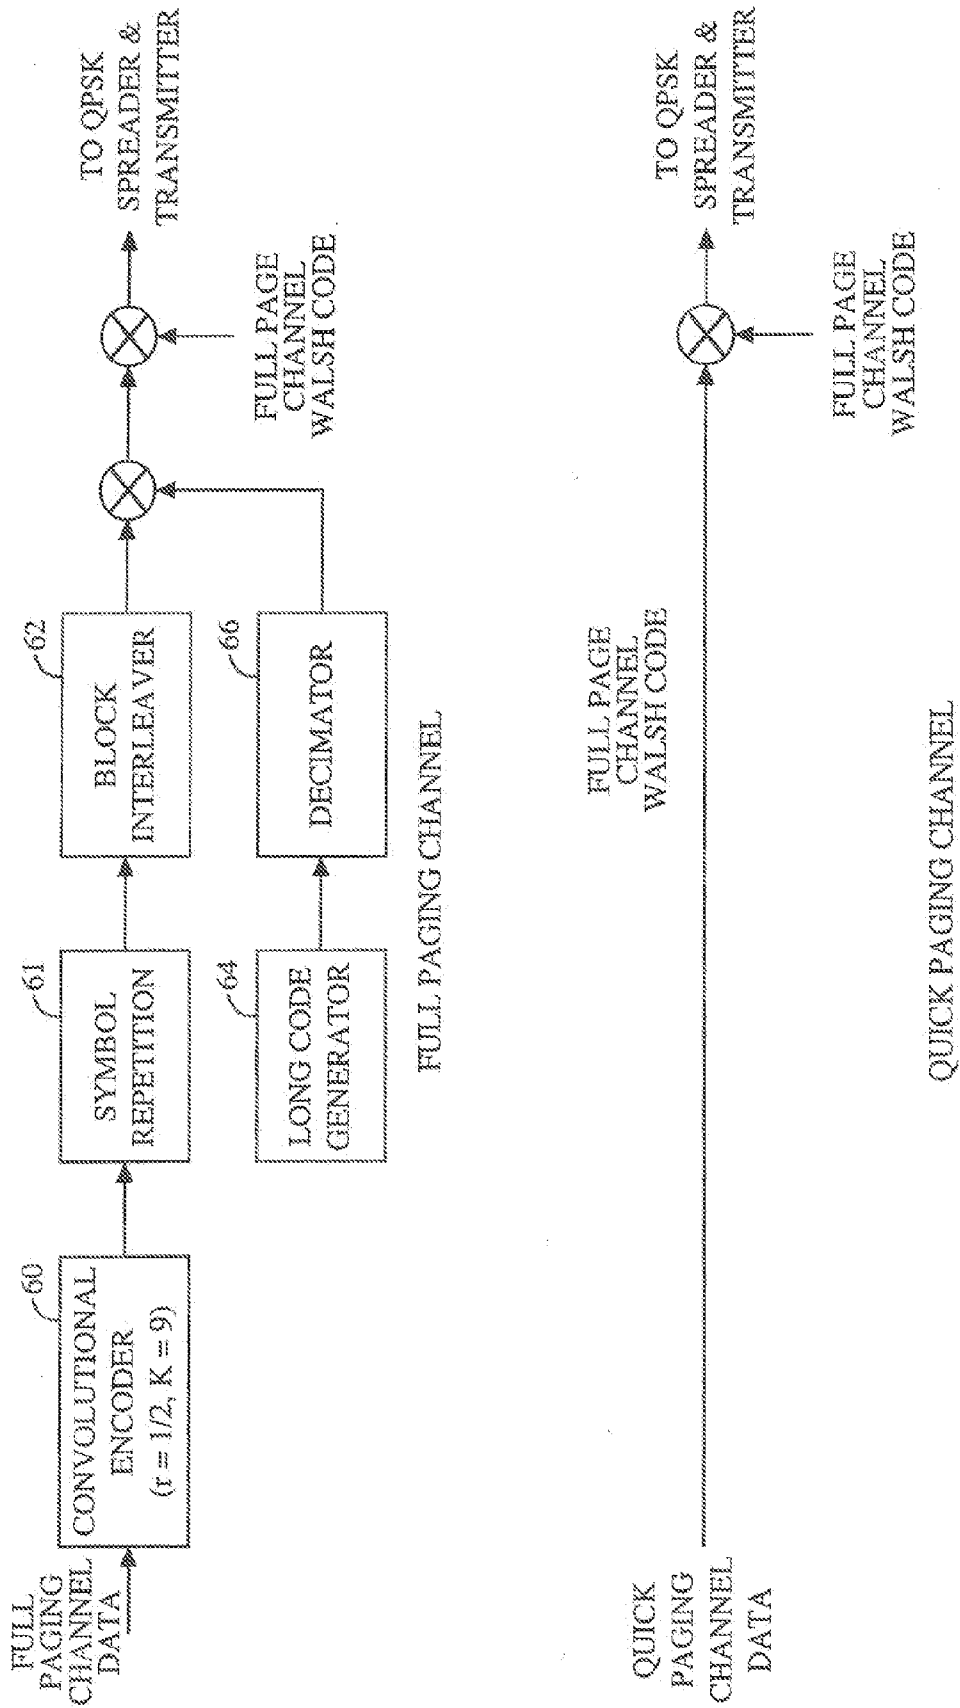 FULL
PAGING
CHANNEL
DATA
60
CONVOLUTIONAL
ENCODER
(r = 1/2, K = 9)
61
SYMBOL
REPETITION
62
BLOCK
INTERLEAVER
64
LONG CODE
GENERATOR
66
DECIMATOR
FULL PAGE
CHANNEL
WALSH CODE
TO QPSK
SPREADER &
TRANSMITTER
FULL PAGING CHANNEL
QUICK
PAGING
CHANNEL
DATA
FULL PAGE
CHANNEL
WALSH CODE
FULL PAGE
CHANNEL
WALSH CODE
TO QPSK
SPREADER &
TRANSMITTER
QUICK PAGING CHANNEL